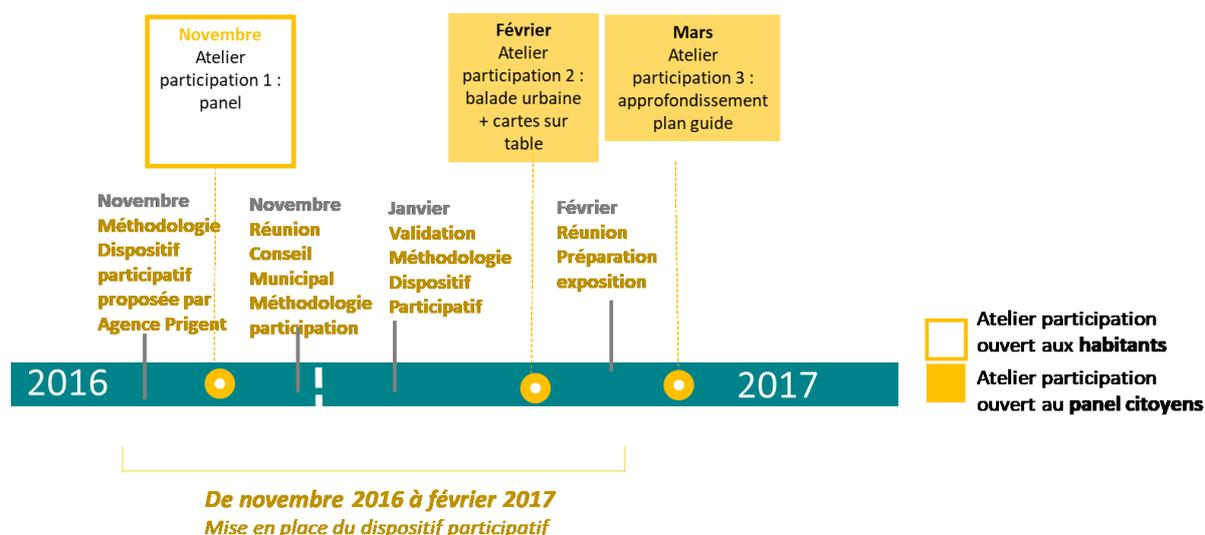 Novembre
Atelier
participation 1 :
panel
Février
Atelier
participation 2 :
balade urbaine
+ cartes sur
table
Mars
Atelier
participation 3 :
approfondissement
plan guide
Novembre
Méthodologie
Dispositif
participatif
proposée par
Agence Prigent
Novembre
Réunion
Conseil
Municipal
Méthodologie
participation
Janvier
Validation
Méthodologie
Dispositif
Participatif
Février
Réunion
Préparation
exposition
2016
2017
Atelier participation
ouvert aux habitants
Atelier participation
ouvert au panel citoyens
De novembre 2016 à février 2017
Mise en place du dispositif participatif